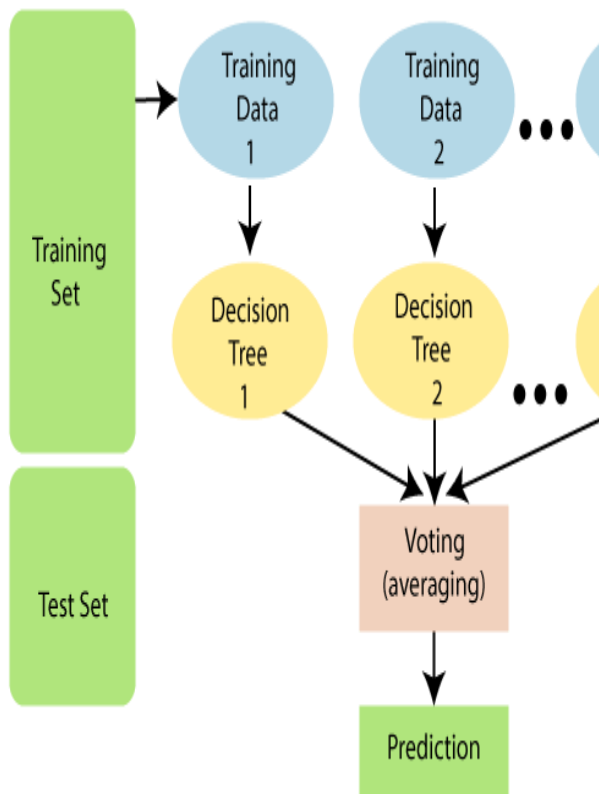 Training
Data
1
Training
Data
2
Training
Set
Decision
Tree
1
Decision
Tree
2
Voting
(averaging)
Test Set
Prediction